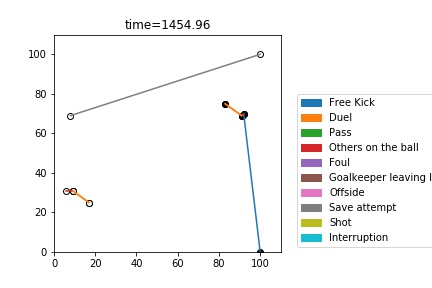 time=1454.96
100
80
60
40
20
0
0 20 40 60 80 100
Free Kick
Duel
Pass
Others on the ball
Foul
Goalkeeper leaving l
Offside
Save attempt
Shot
Interruption